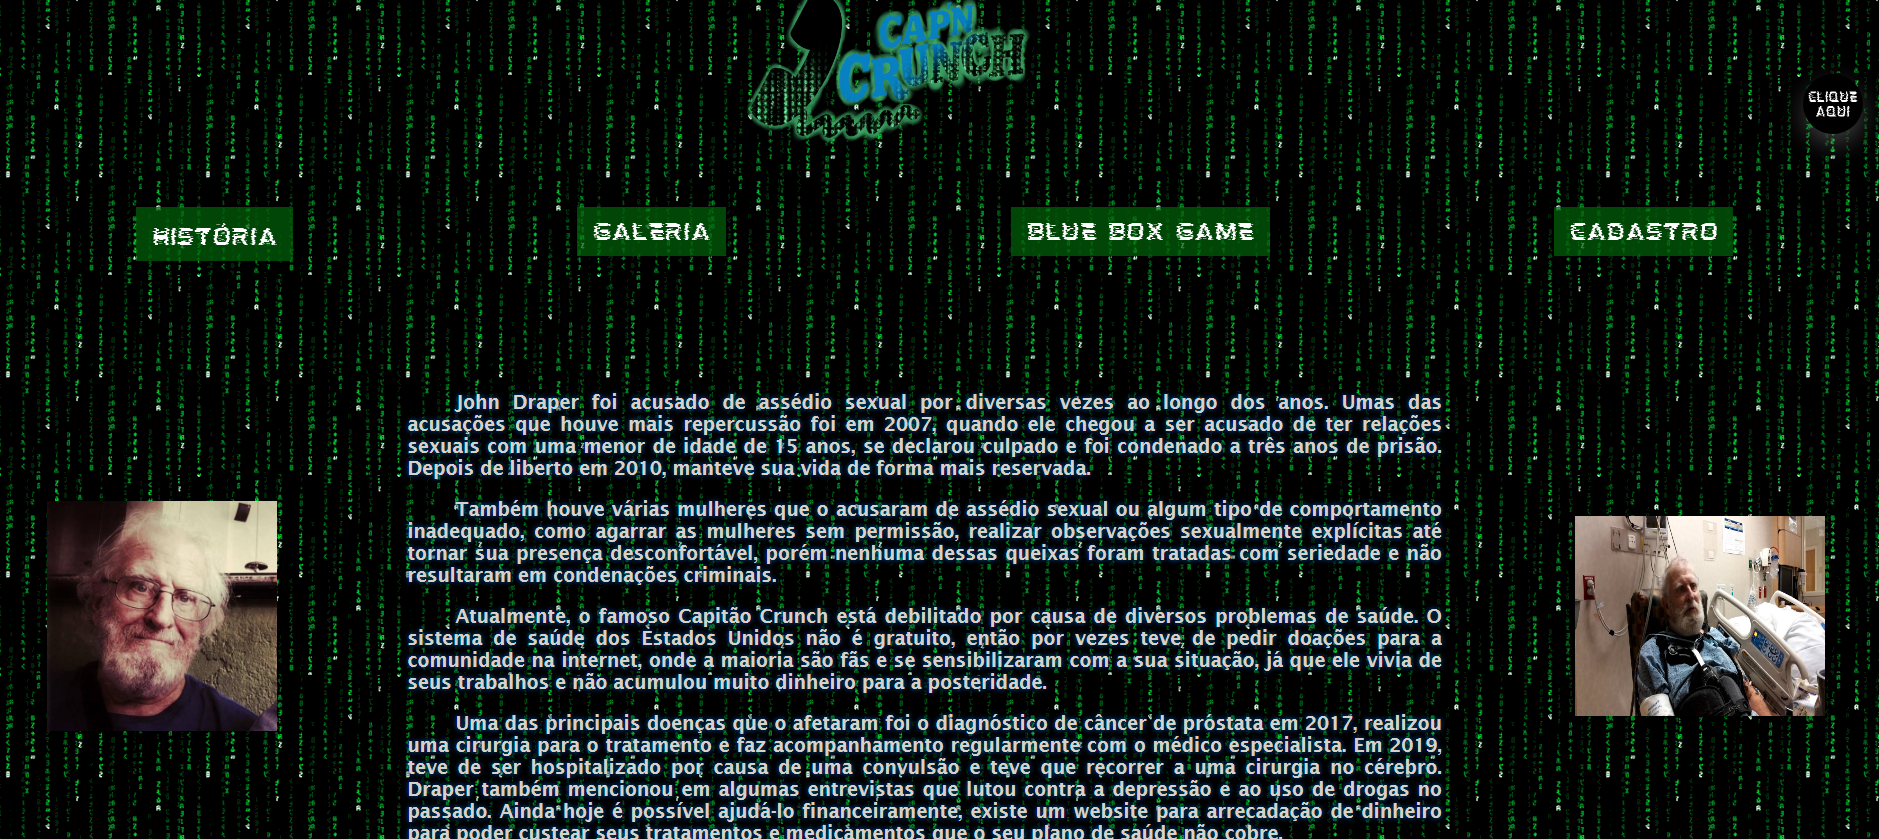 CAPN
CRUNCH
CLIQUE
AQUI
HISTÓRIA
GALERIA
BLUE BOX GAME
CADASTRO
John Draper foi acusado de assédio sexual por diversas vezes ao longo dos anos. Umas das
acusações que houve mais repercussão foi em 2007, quando ele chegou a ser acusado de ter relações
sexuais com uma menor de idade de 15 anos, se declarou culpado e foi condenado a três anos de prisão.
Depois de liberto em 2010, manteve sua vida de forma mais reservada.
Também houve várias mulheres que o acusaram de assédio sexual ou algum tipo de comportamento
inadequado, como agarrar as mulheres sem permissão, realizar observações sexualmente explícitas até
tornar sua presença desconfortável, porém nenhuma dessas queixas foram tratadas com seriedade e não
resultaram em condenações criminais.
Atualmente, o famoso Capitão Crunch está debilitado por causa de diversos problemas de saúde. O
sistema de saúde dos Estados Unidos não é gratuito, então por vezes teve de pedir doações para a
comunidade na internet, onde a maioria são fãs e se sensibilizaram com a sua situação, já que ele vivia de
seus trabalhos e não acumulou muito dinheiro para a posteridade.
Uma das principais doenças que o afetaram foi o diagnóstico de câncer de próstata em 2017, realizou
uma cirurgia para o tratamento e faz acompanhamento regularmente com o médico especialista. Em 2019,
teve de ser hospitalizado por causa de uma convulsão e teve que recorrer a uma cirurgia no cérebro.
Draper também mencionou em algumas entrevistas que lutou contra a depressão e ao uso de drogas no
passado. Ainda hoje é possível ajudá-lo financeiramente, existe um website para arrecadação de dinheiro
para poder custear seus tratamentos e medicamentos que o seu plano de saúde não cobre.